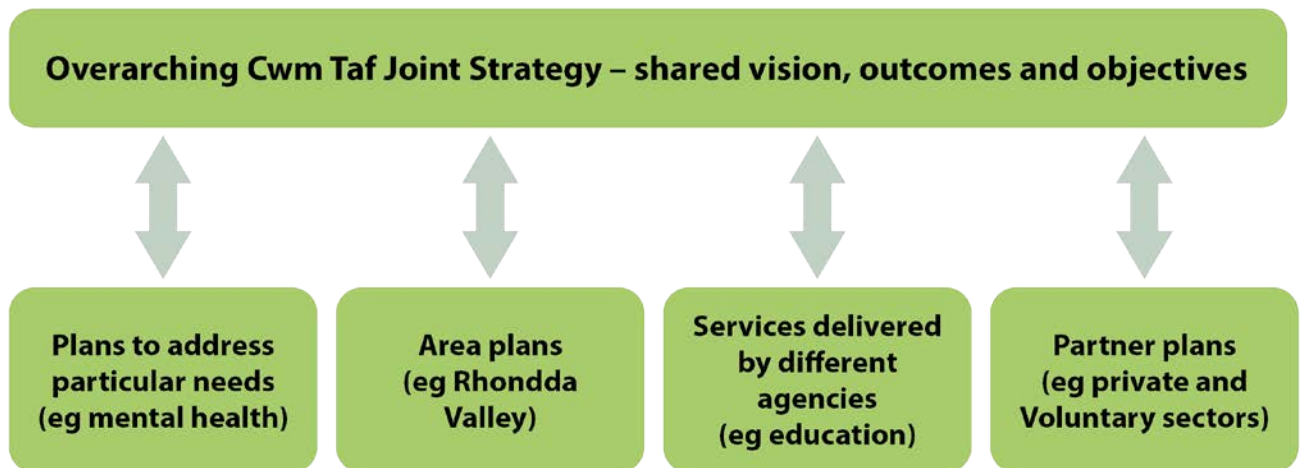 Overarching Cwm Taf Joint Strategy – shared vision, outcomes and objectives
Plans to address
particular needs
(eg mental health)
Area plans
(eg Rhondda
Valley)
Services delivered
by different
agencies
(eg education)
Partner plans
(eg private and
Voluntary sectors)